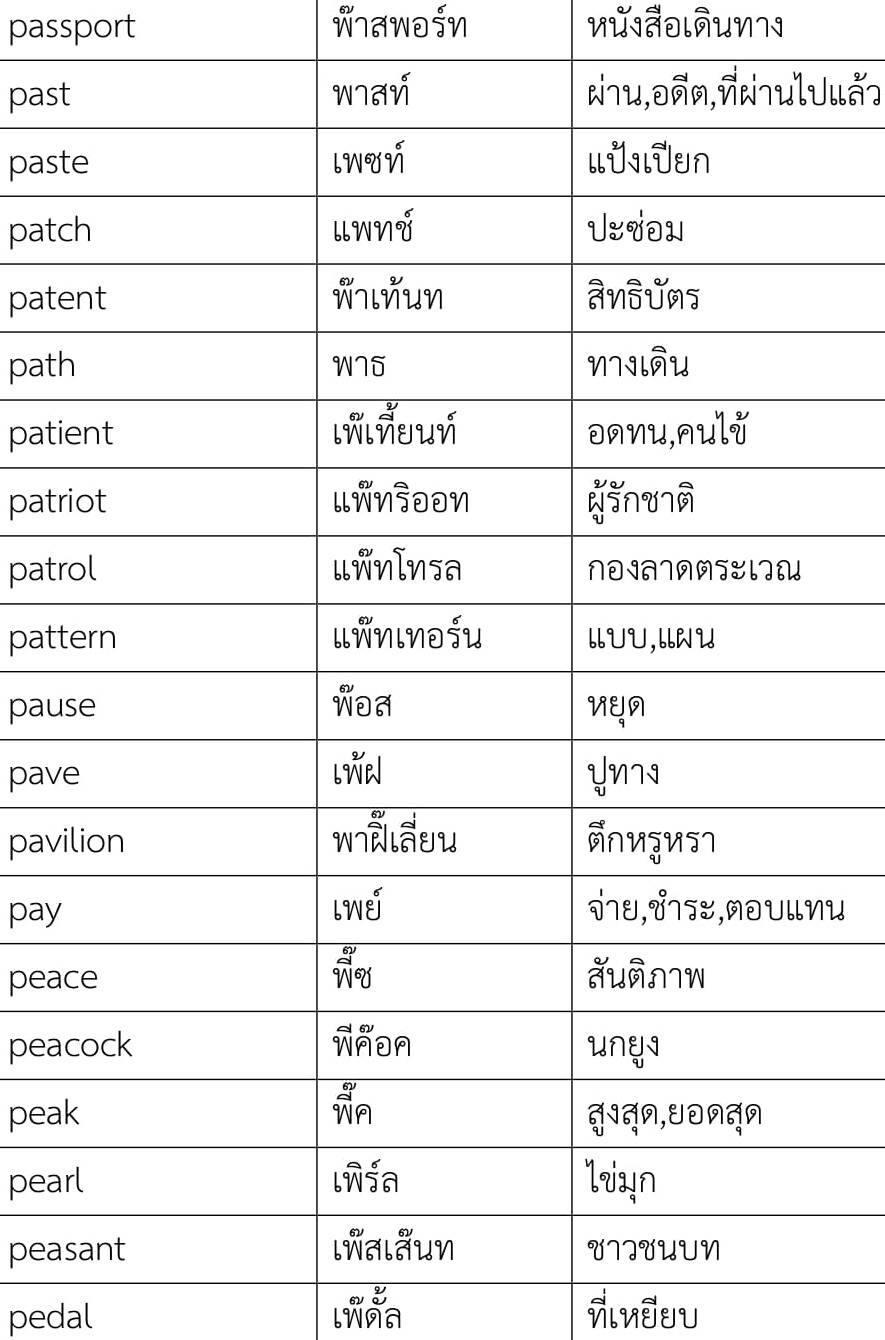 passport พ๊าสพอร์ท หนังสือเดินทาง
past พาสท์ ผ่าน,อดีต,ที่ผ่านไปแล้ว
paste เพซท์ แป้งเปียก
patch แพทช์ ปะซ่อม
patent พ๊าเท้นท สิทธิบัตร
path พาธ ทางเดิน
patient เพ๊เที้ยนท์ อดทน,คนไข้
patriot แพ๊ทริออท ผู้รักชาติ
patrol แพ๊ทโทรล กองลาดตระเวณ
pattern แพ๊ทเทอร์น แบบ,แผน
pause พ๊อส หยุด
pave เพ้ฝ ปูทาง
pavilion พาฝิ๊เลี่ยน ตึกหรูหรา
pay เพย์ จ่าย,ชำระ,ตอบแทน
peace พี๊ซ สันติภาพ
peacock พีค๊อค นกยูง
peak พี๊ค สูงสุด,ยอดสุด
pearl เพิร์ล ไข่มุก
peasant เพ๊สเส๊นท ชาวชนบท
pedal เพ๊ดั้ล ที่เหยียบ